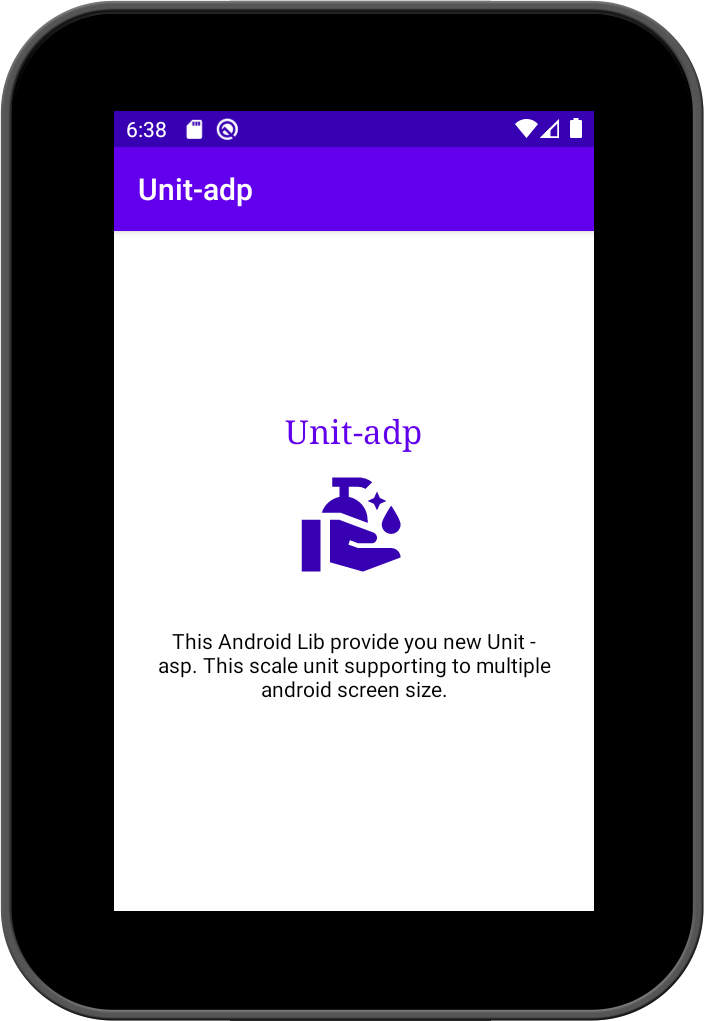 6:38
Unit-adp
Unit-adp
This Android Lib provide you new Unit -
asp. This scale unit supporting to multiple
android screen size.